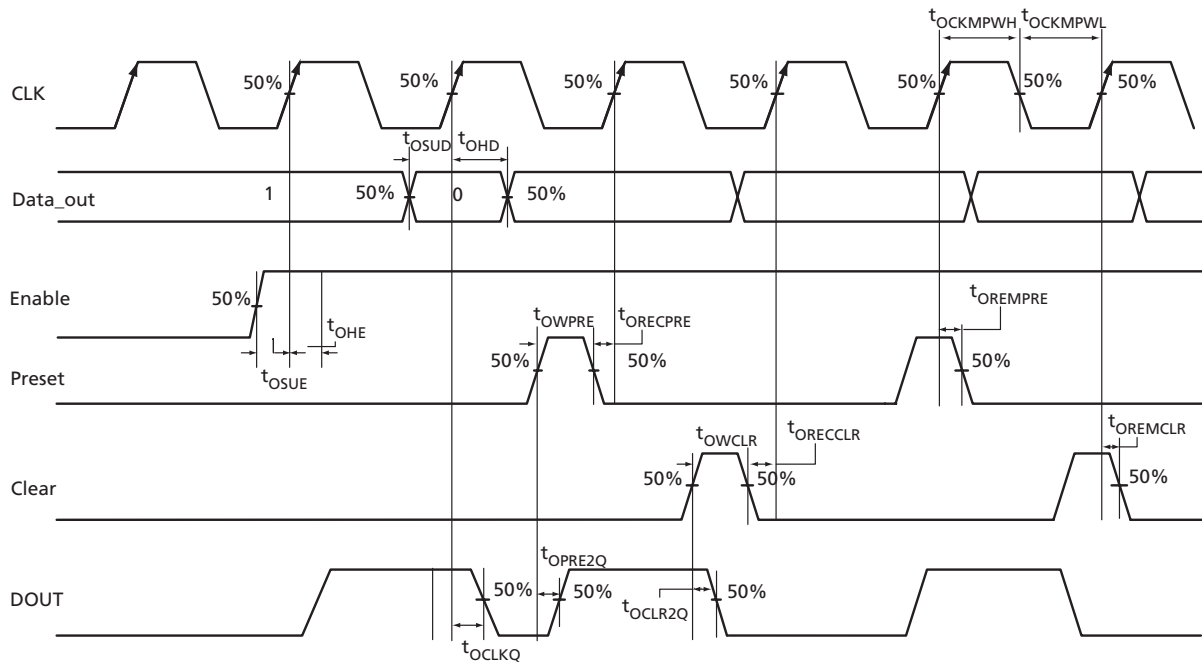 tOCKMPWH tOCKMPWL
CLK
50% 50% 50% 50% 50% 50% 50%
tOSUD tOHD
Data_out
1 50% 0 50%
Enable
50%
tOHE
tOSUE
tOWPRE tORECPRE
tOREMPRE
Preset
50% 50% 50%
tOWCLR tORECCLR
tOREMCLR
Clear
50% 50% 50%
tOPRE2Q
DOUT
50% 50% 50%
tOCLR2Q
tOCLKQ